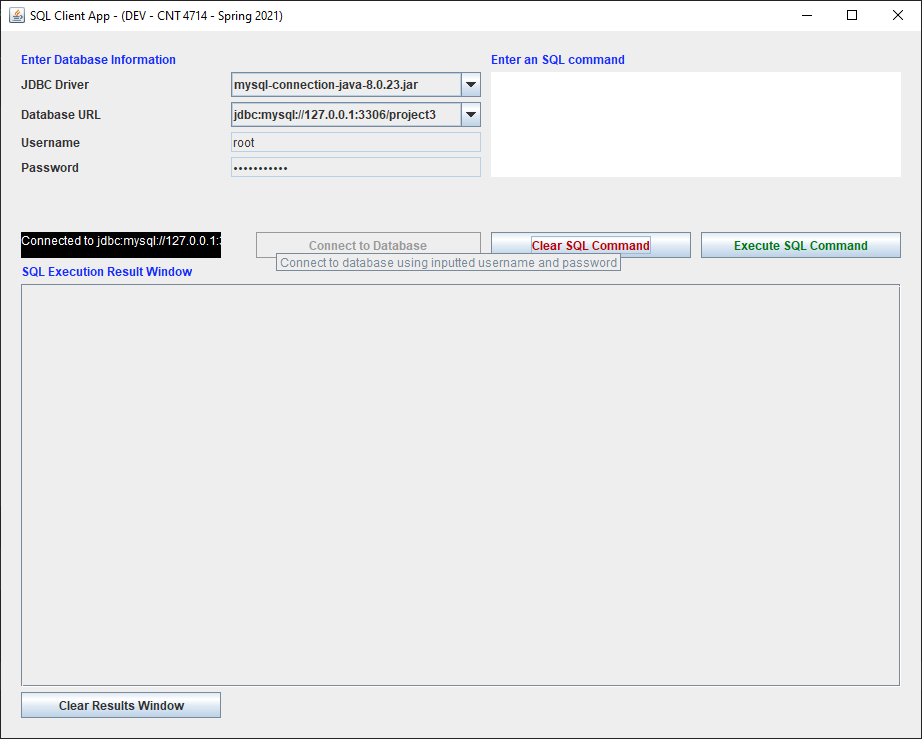 SQL Client App - (DEV - CNT 4714 - Spring 2021)
Enter Database Information
Enter an SQL command
JDBC Driver
mysql-connection-java-8.0.23.jar
Database URL
jdbc:mysql://127.0.0.1:3306/project3
Username
root
Password
•••••••••••
Connected to jdbc:mysql://127.0.0.1:
Connect to Database
Clear SQL Command
Execute SQL Command
Connect to database using inputted username and password
SQL Execution Result Window
Clear Results Window